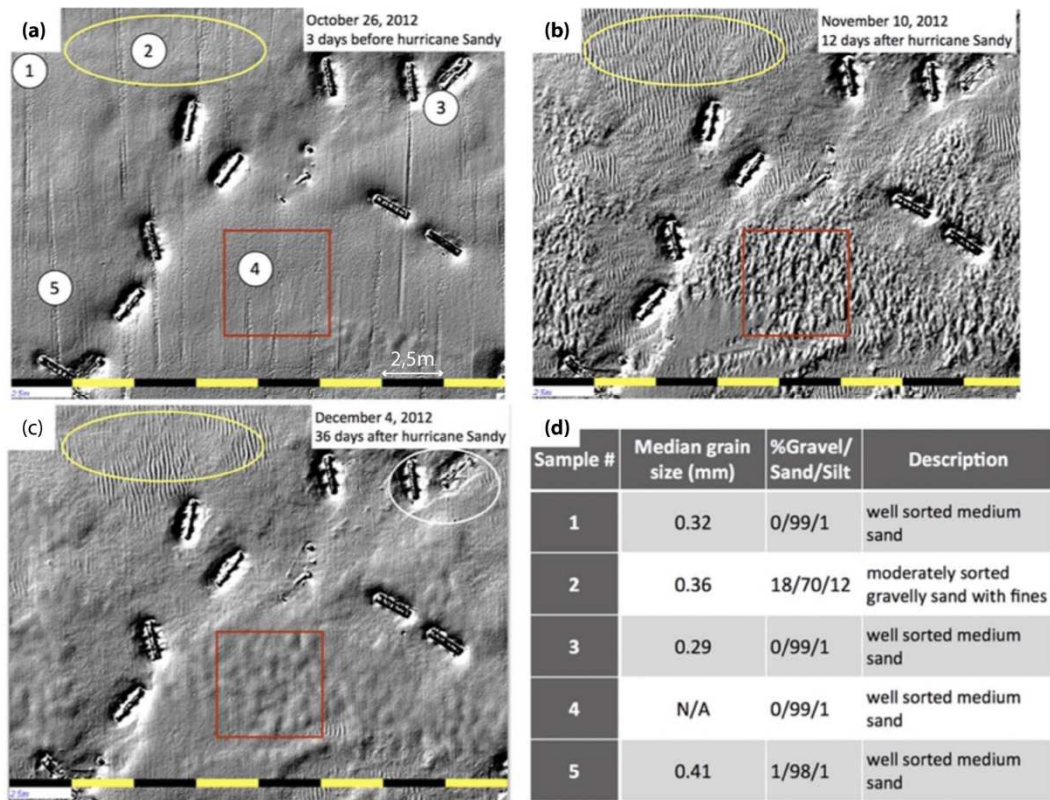 (a)
October 26, 2012
3 days before hurricane Sandy
1
2
3
4
5
2,5m
25m
(b)
November 10, 2012
12 days after hurricane Sandy
25m
(c)
December 4, 2012
36 days after hurricane Sandy
25m
(d)
Sample # Median grain size (mm) %Gravel/ Sand/Silt Description
1 0.32 0/99/1 well sorted medium sand
2 0.36 18/70/12 moderately sorted gravelly sand with fines
3 0.29 0/99/1 well sorted medium sand
4 N/A 0/99/1 well sorted medium sand
5 0.41 1/98/1 well sorted medium sand